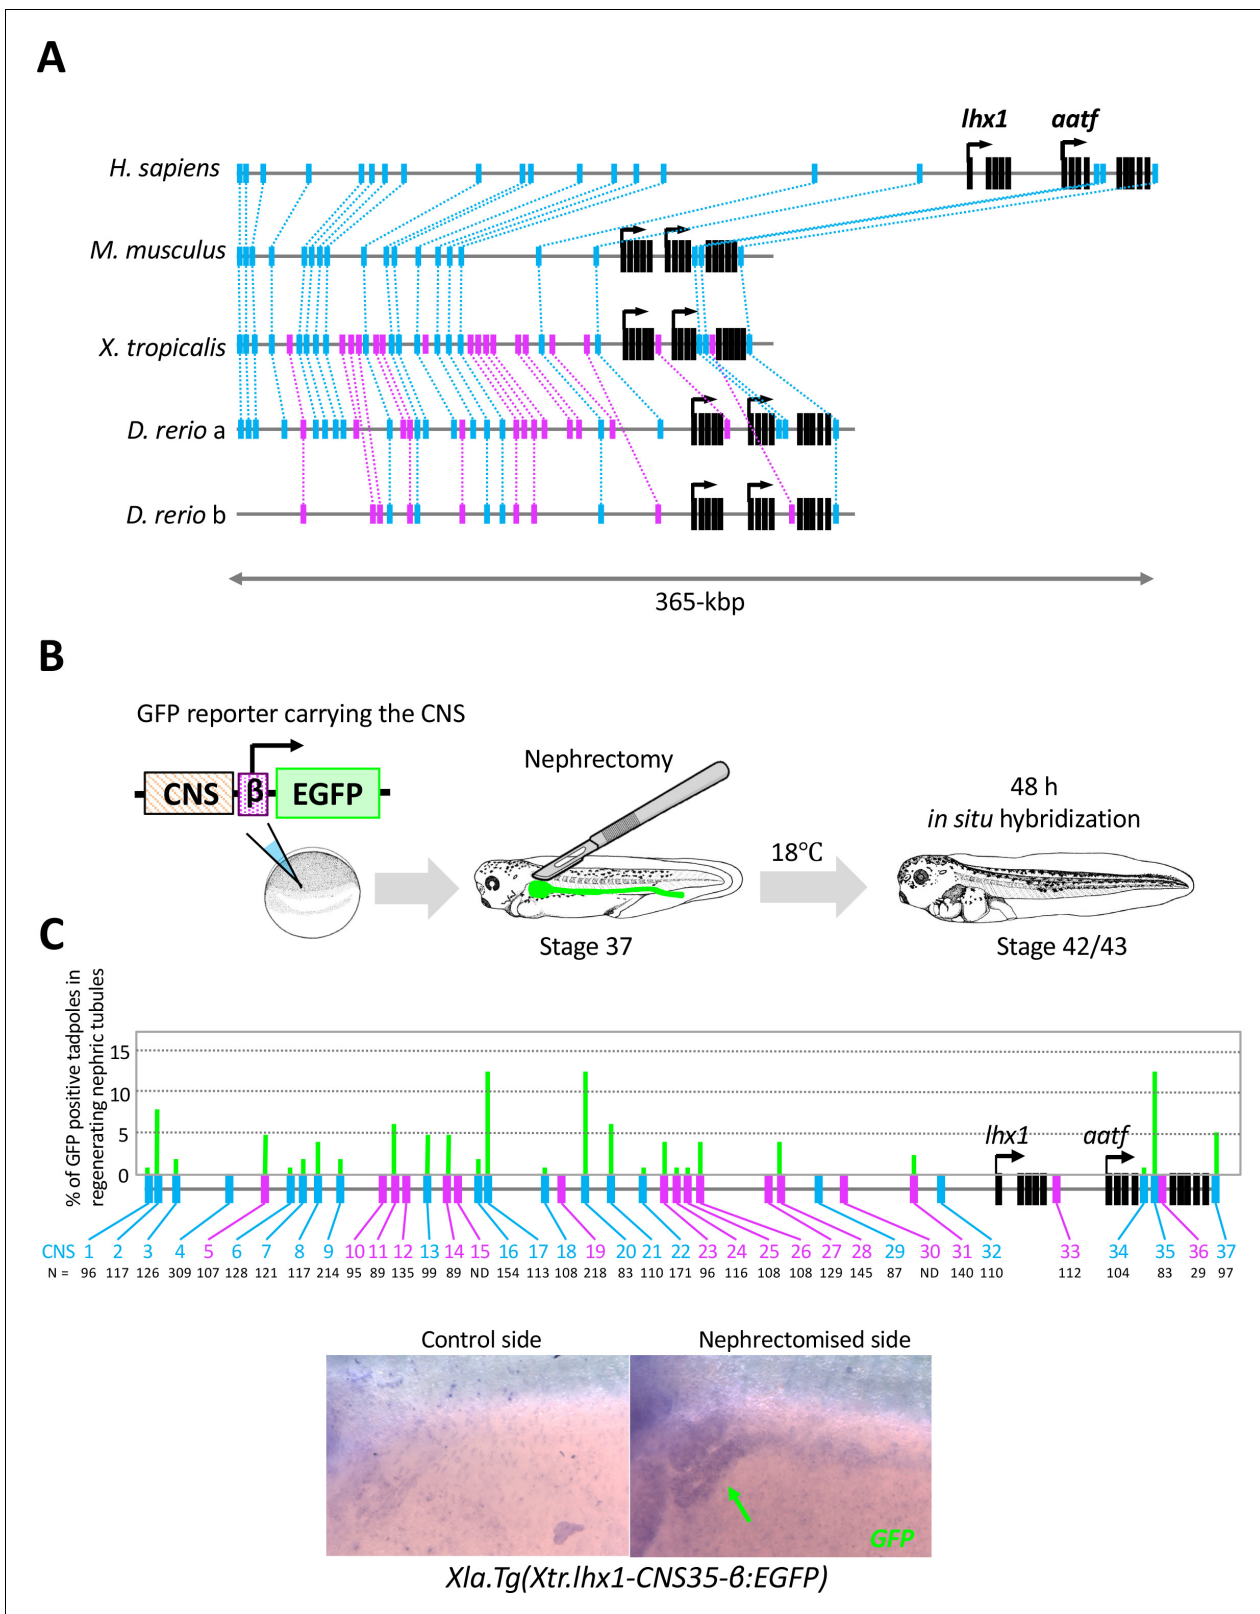 A
lhx1 aatf
H. sapiens
M. musculus
X. tropicalis
D. rerio a
D. rerio b
365-kbp
B
GFP reporter carrying the CNS
CNS β EGFP
Nephrectomy
18℃
48 h
in situ hybridization
Stage 37
Stage 42/43
C
% of GFP positive tadpoles in
regenerating nephric tubules
15
10
5
0
lhx1 aatf
CNS 1 2 3 4 5 6 7 8 9 10 11 12 13 14 15 16 17 18 19 20 21 22 23 24 25 26 27 28 29 30 31 32 33 34 35 36 37
N = 96 117 126 309 107 128 121 117 214 95 89 135 99 89 ND 154 113 108 218 83 110 171 96 116 108 108 129 145 87 ND 140 110 112 104 83 29 97
Control side
Nephrectomised side
GFP
Xla.Tg(Xtr.lhx1-CNS35-β:EGFP)